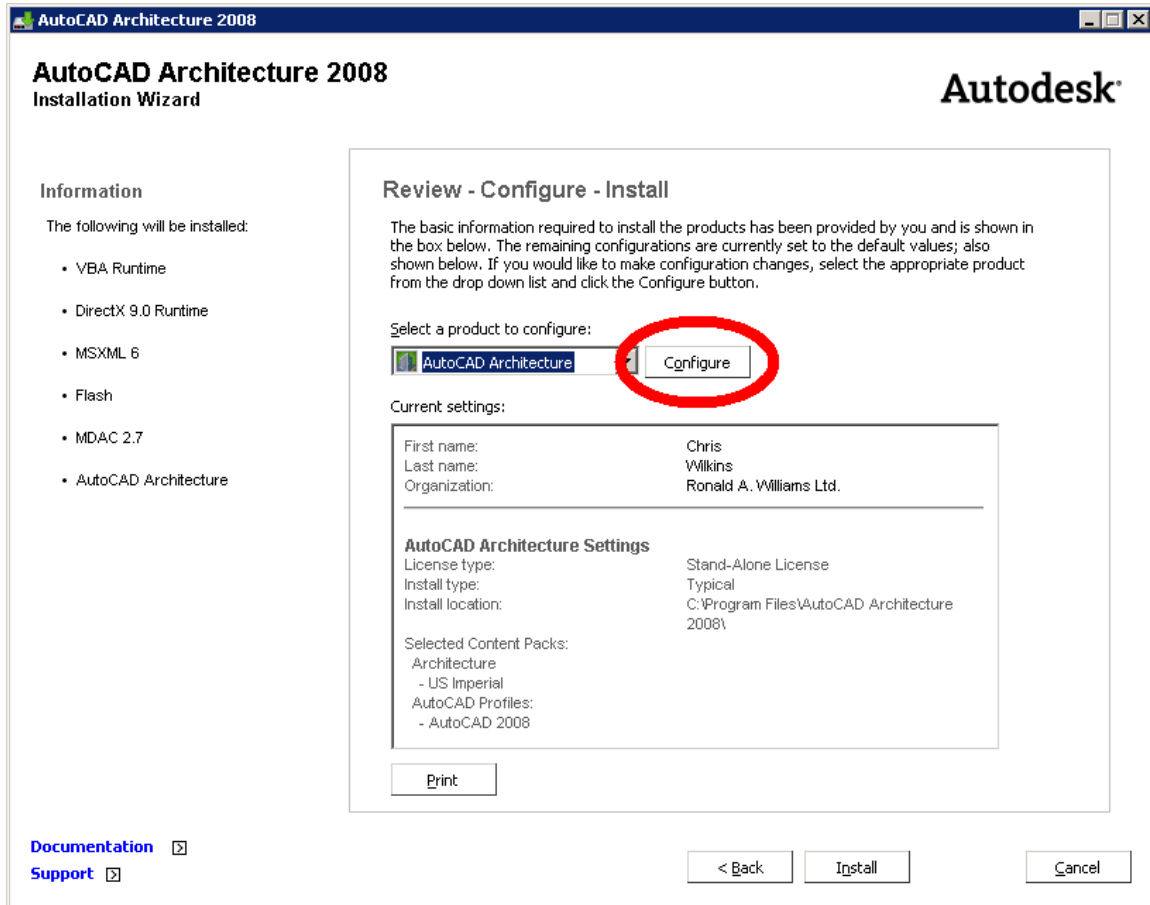 AutoCAD Architecture 2008
AutoCAD Architecture 2008
Installation Wizard
Autodesk
Information
The following will be installed:
• VBA Runtime
• DirectX 9.0 Runtime
• MSXML 6
• Flash
• MDAC 2.7
• AutoCAD Architecture
Review - Configure - Install
The basic information required to install the products has been provided by you and is shown in
the box below. The remaining configurations are currently set to the default values; also
shown below. If you would like to make configuration changes, select the appropriate product
from the drop down list and click the Configure button.
Select a product to configure:
AutoCAD Architecture
Configure
Current settings:
First name: Chris
Last name: Wilkins
Organization: Ronald A. Williams Ltd.
AutoCAD Architecture Settings
License type: Stand-Alone License
Install type: Typical
Install location: C:\Program Files\AutoCAD Architecture
2008\
Selected Content Packs:
Architecture
- US Imperial
AutoCAD Profiles:
- AutoCAD 2008
Print
Documentation
Support
< Back
Install
Cancel